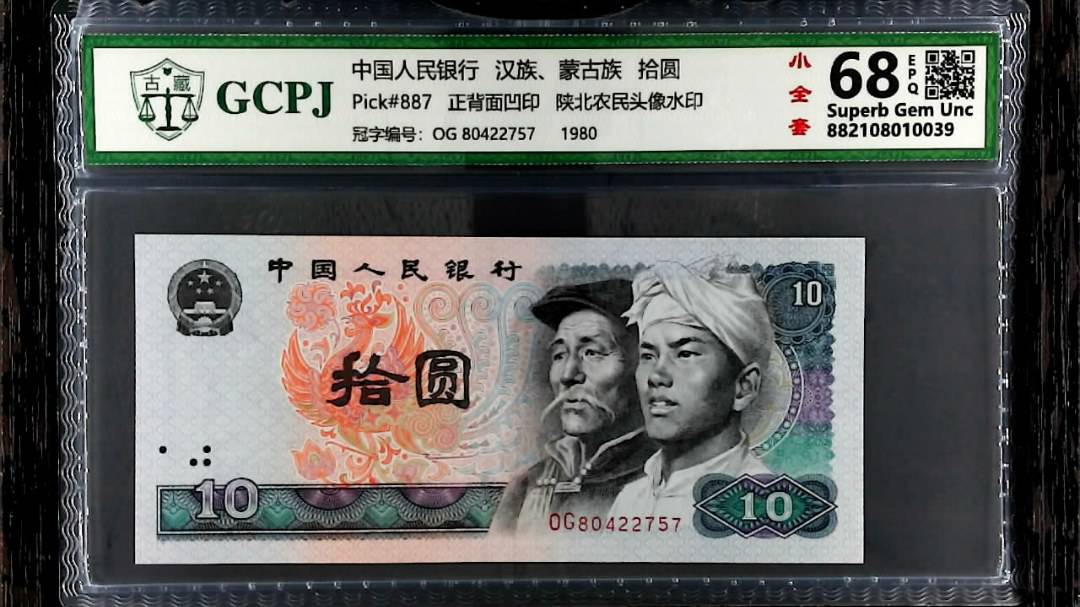 古 藏
GCPJ
中国人民银行 汉族、蒙古族 拾圆
Pick#887 正背面凹印 陕北农民头像水印
冠字编号: OG 80422757 1980
小全套
68
EPQ
Superb Gem Unc
882108010039
中国人民银行
10
拾圆
10
OG80422757
10